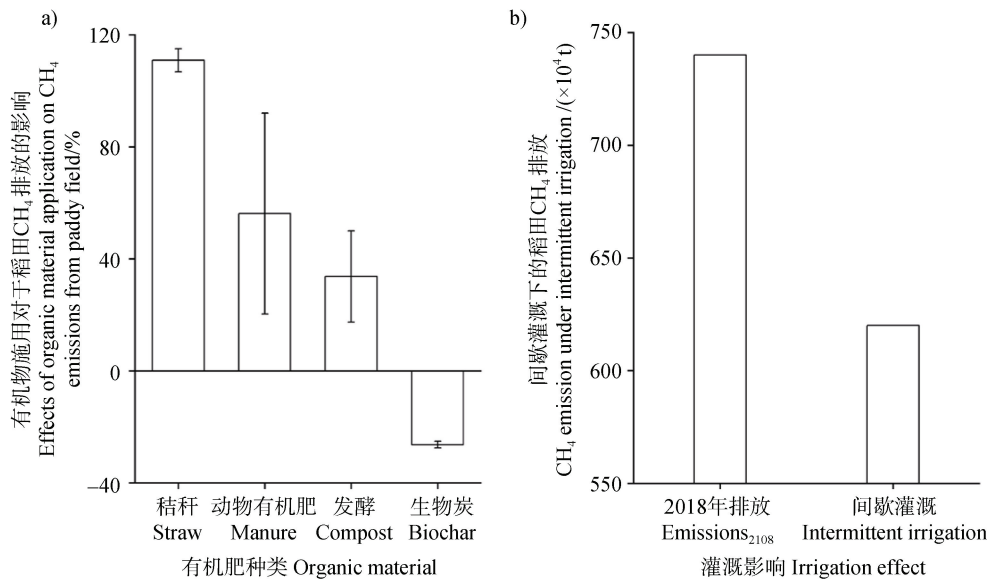 a)
有机物施用对于稻田CH₄排放的影响
Effects of organic material application on CH₄
emissions from paddy field/%
120
80
40
0
–40
秸秆 动物有机肥 发酵 生物炭
Straw Manure Compost Biochar
有机肥种类 Organic material
b)
间歇灌溉下的稻田CH₄排放
CH₄ emission under intermittent irrigation /(×10⁴ t)
750
700
650
600
550
2018年排放 间歇灌溉
Emissions₂₁₀₈ Intermittent irrigation
灌溉影响 Irrigation effect